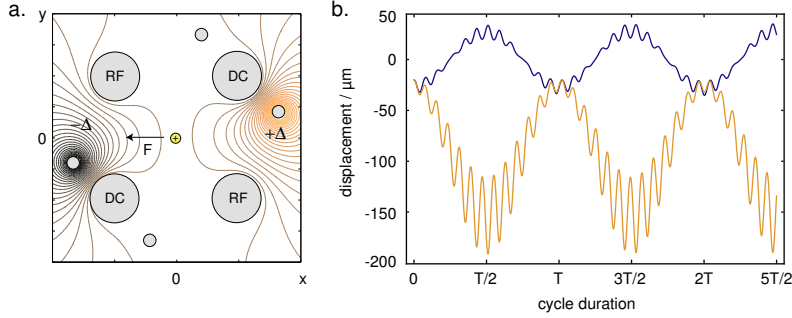 a.
y
RF
DC
−Δ
+Δ
0
+
F
DC
RF
0
x
b.
displacement / μm
50
0
-50
-100
-150
-200
0
T/2
T
3T/2
2T
5T/2
cycle duration